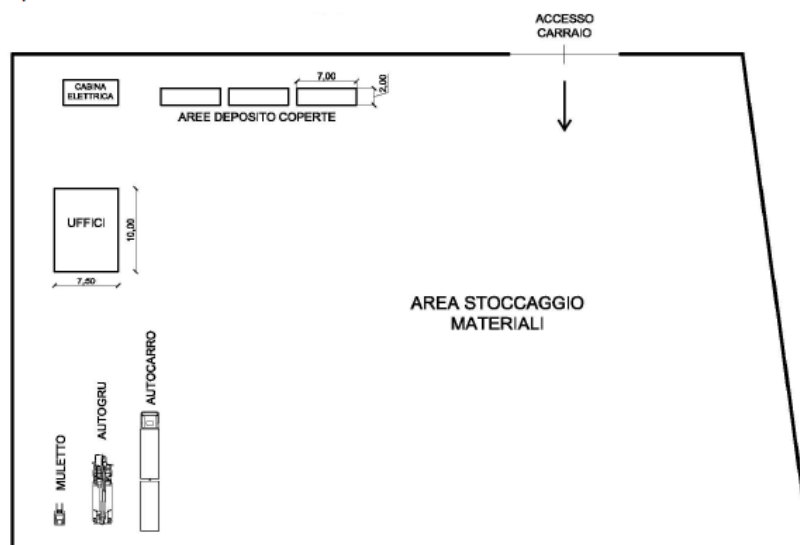 ACCESSO
CARRAIO
CABINA
ELETTRICA
7,00
2,00
AREE DEPOSITO COPERTE
UFFICI
10,00
7,50
AREA STOCCAGGIO
MATERIALI
MULETTO
AUTOGRU
AUTOCARRO